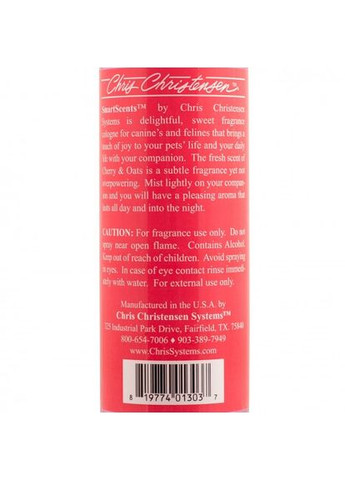 Chris Christensen™
SmartScents™ by Chris Christensen
Systems is delightful, sweet fragrance
cologne for canine's and felines that brings a
touch of joy to your pets' life and your daily
life with your companion. The fresh scent of
Cherry & Oats is a subtle fragrance yet not
overpowering. Mist lightly on your compan-
ion and you will have a pleasing aroma that
lasts all day and into the night.
CAUTION: For fragrance use only. Do not
spray near open flame. Contains Alcohol.
Keep out of reach of children. Avoid spraying
in eyes. In case of eye contact rinse immedi-
ately with water. For external use only.
Manufactured in the U.S.A. by
Chris Christensen Systems™
725 Industrial Park Drive, Fairfield, TX. 75840
800-654-7006 ♦ 903-389-7949
www.ChrisSystems.com
8 19774 01303 7